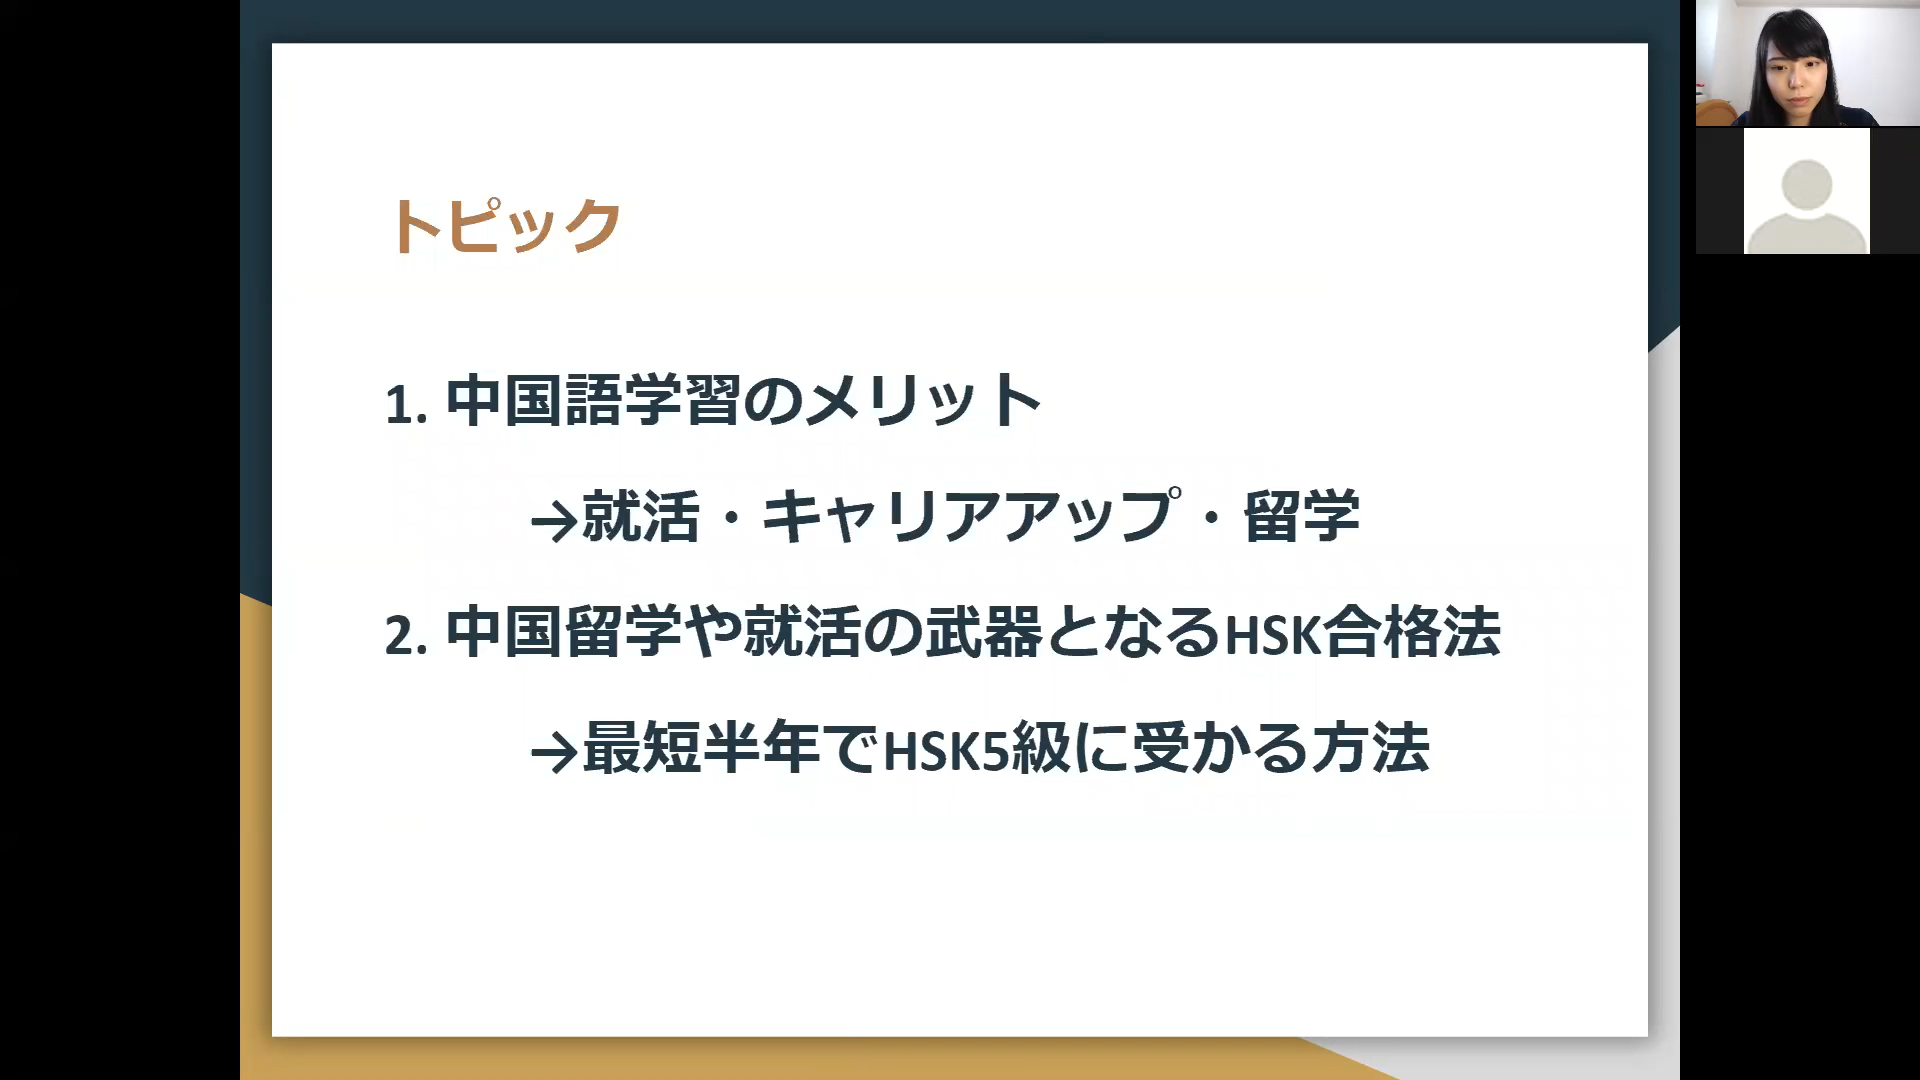 トピック
1. 中国語学習のメリット
→就活・キャリアアップ・留学
2. 中国留学や就活の武器となるHSK合格法
→最短半年でHSK5級に受かる方法